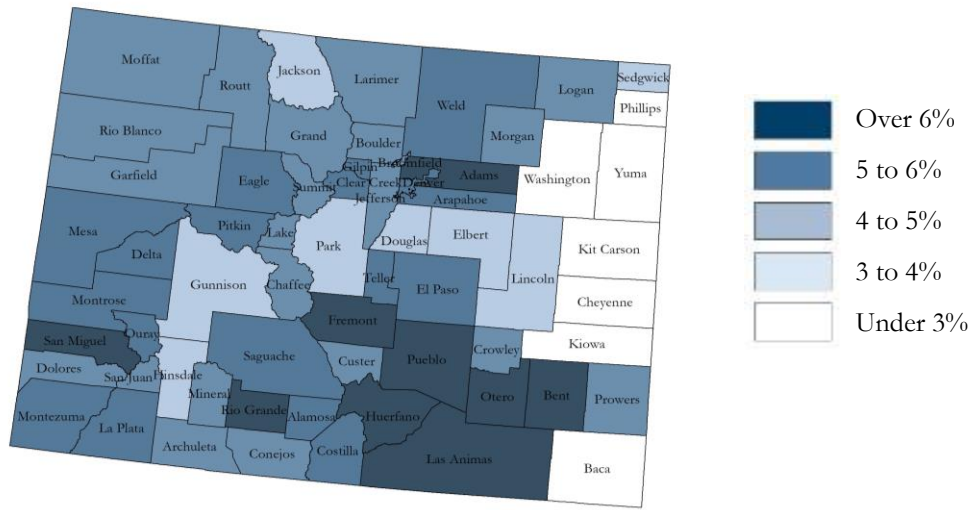 Moffat
Routt
Jackson
Larimer
Weld
Logan
Sedgwick
Phillips
Rio Blanco
Grand
Boulder
Morgan
Washington
Yuma
Garfield
Eagle
Summit
Gilpin
Clear Creek
Broomfield
Denver
Adams
Jefferson
Arapahoe
Mesa
Pitkin
Lake
Park
Douglas
Elbert
Lincoln
Kit Carson
Delta
Gunnison
Chaffee
Teller
El Paso
Cheyenne
Montrose
Ouray
Fremont
Kiowa
San Miguel
Saguache
Custer
Pueblo
Crowley
Dolores
San Juan
Hinsdale
Mineral
Rio Grande
Alamosa
Huerfano
Otero
Bent
Prowers
Montezuma
La Plata
Archuleta
Conejos
Costilla
Las Animas
Baca
Over 6%
5 to 6%
4 to 5%
3 to 4%
Under 3%